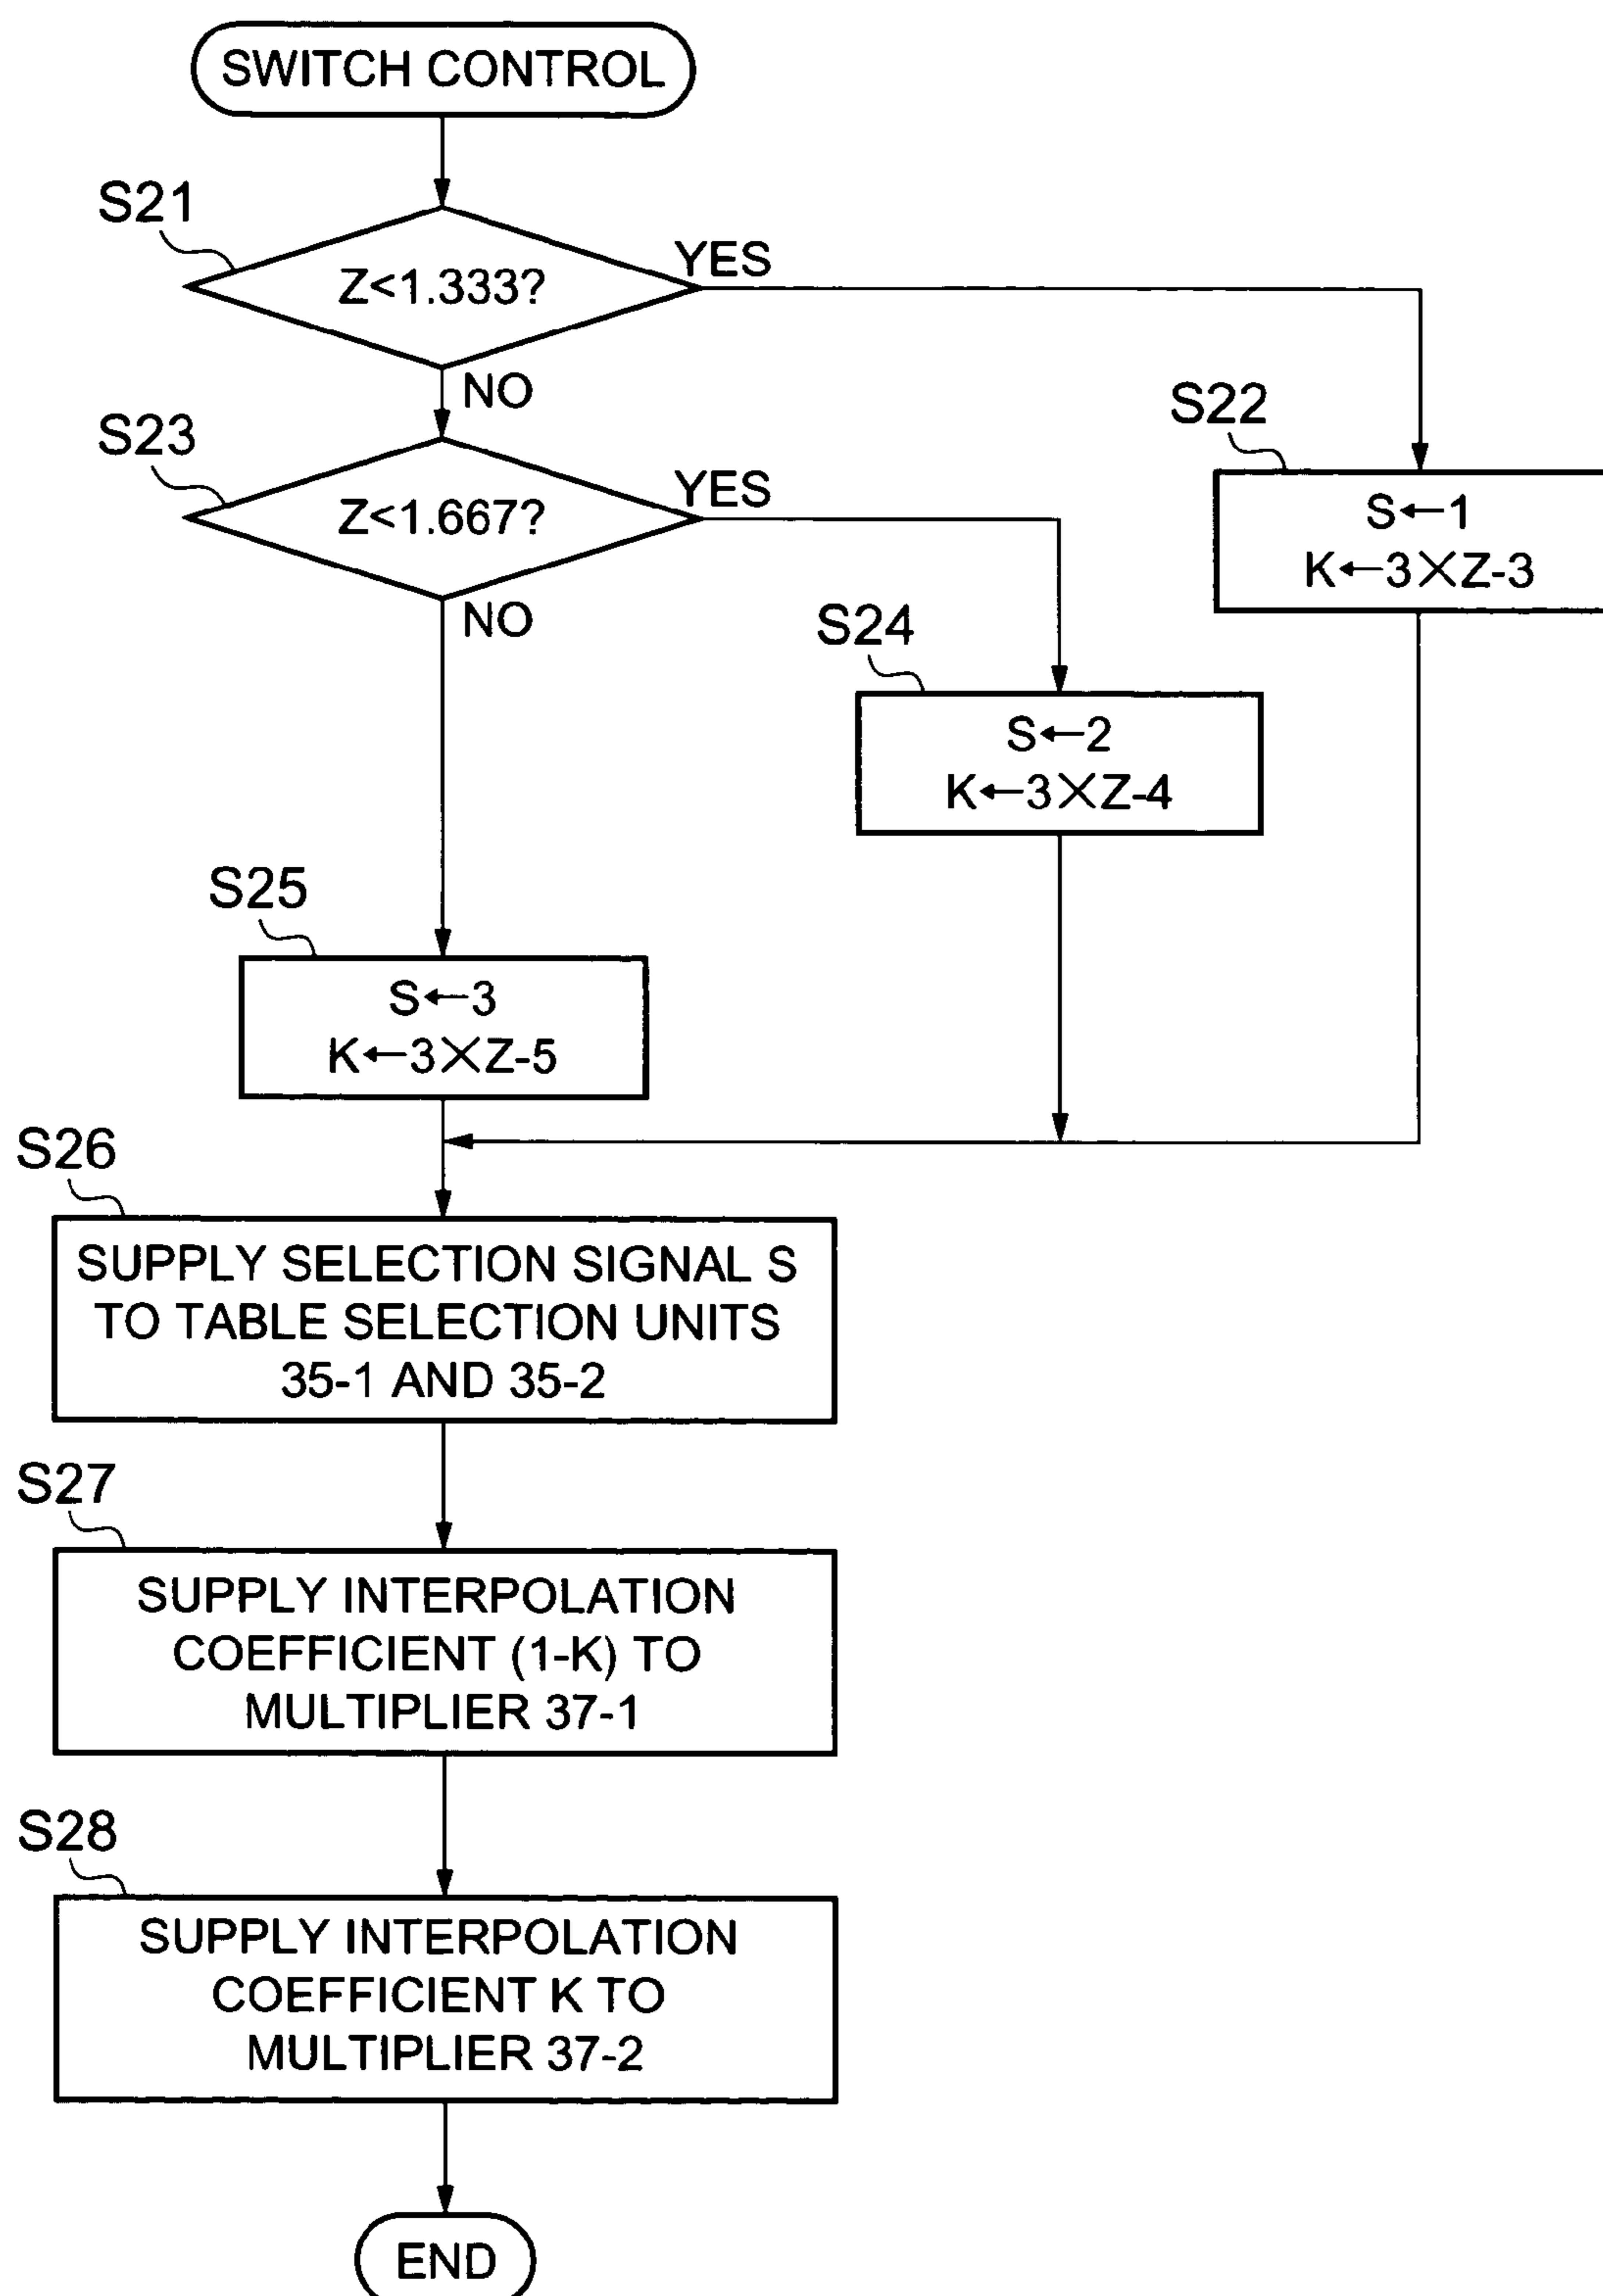 SWITCH CONTROL
S21
Z<1.333?
YES
NO
S22
S←1
K←3×Z-3
S23
Z<1.667?
YES
NO
S24
S←2
K←3×Z-4
S25
S←3
K←3×Z-5
S26
SUPPLY SELECTION SIGNAL S
TO TABLE SELECTION UNITS
35-1 AND 35-2
S27
SUPPLY INTERPOLATION
COEFFICIENT (1-K) TO
MULTIPLIER 37-1
S28
SUPPLY INTERPOLATION
COEFFICIENT K TO
MULTIPLIER 37-2
END